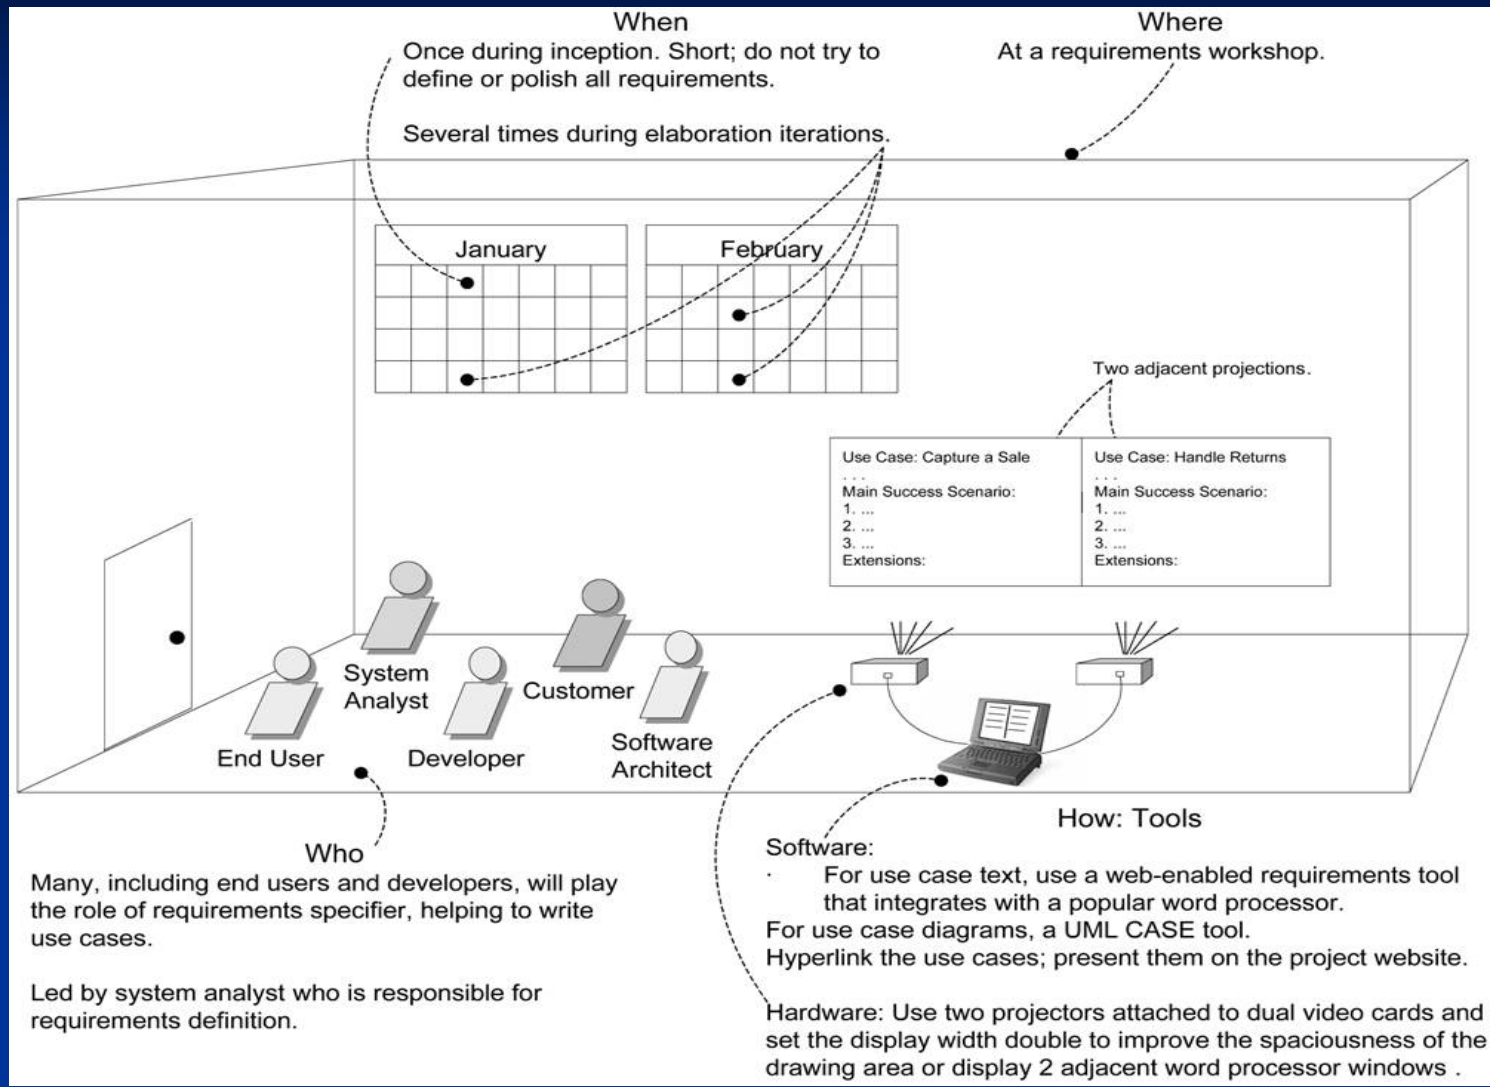 When
Once during inception. Short; do not try to
define or polish all requirements.
Several times during elaboration iterations.
Where
At a requirements workshop.
January
February
Two adjacent projections.
Use Case: Capture a Sale
. . .
Main Success Scenario:
1. ...
2. ...
3. ...
Extensions:
Use Case: Handle Returns
. . .
Main Success Scenario:
1. ...
2. ...
3. ...
Extensions:
System
Analyst
Customer
End User
Developer
Software
Architect
Who
Many, including end users and developers, will play
the role of requirements specifier, helping to write
use cases.
Led by system analyst who is responsible for
requirements definition.
How: Tools
Software:
· For use case text, use a web-enabled requirements tool
that integrates with a popular word processor.
For use case diagrams, a UML CASE tool.
Hyperlink the use cases; present them on the project website.
Hardware: Use two projectors attached to dual video cards and
set the display width double to improve the spaciousness of the
drawing area or display 2 adjacent word processor windows .